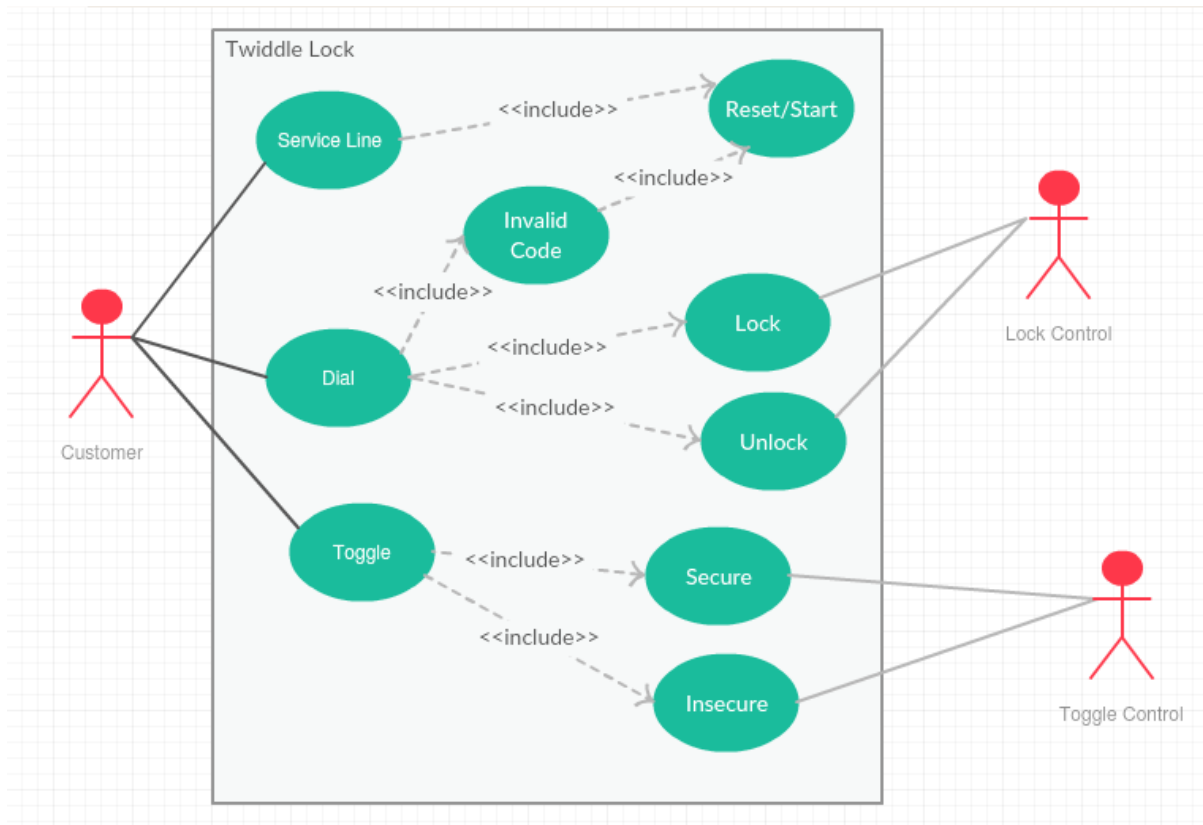 Twiddle Lock
Service Line
<<include>>
Reset/Start
<<include>>
Invalid
Code
<<include>>
Lock Control
Lock
<<include>>
Dial
<<include>>
Unlock
Customer
Toggle
<<include>>
Secure
<<include>>
Insecure
Toggle Control